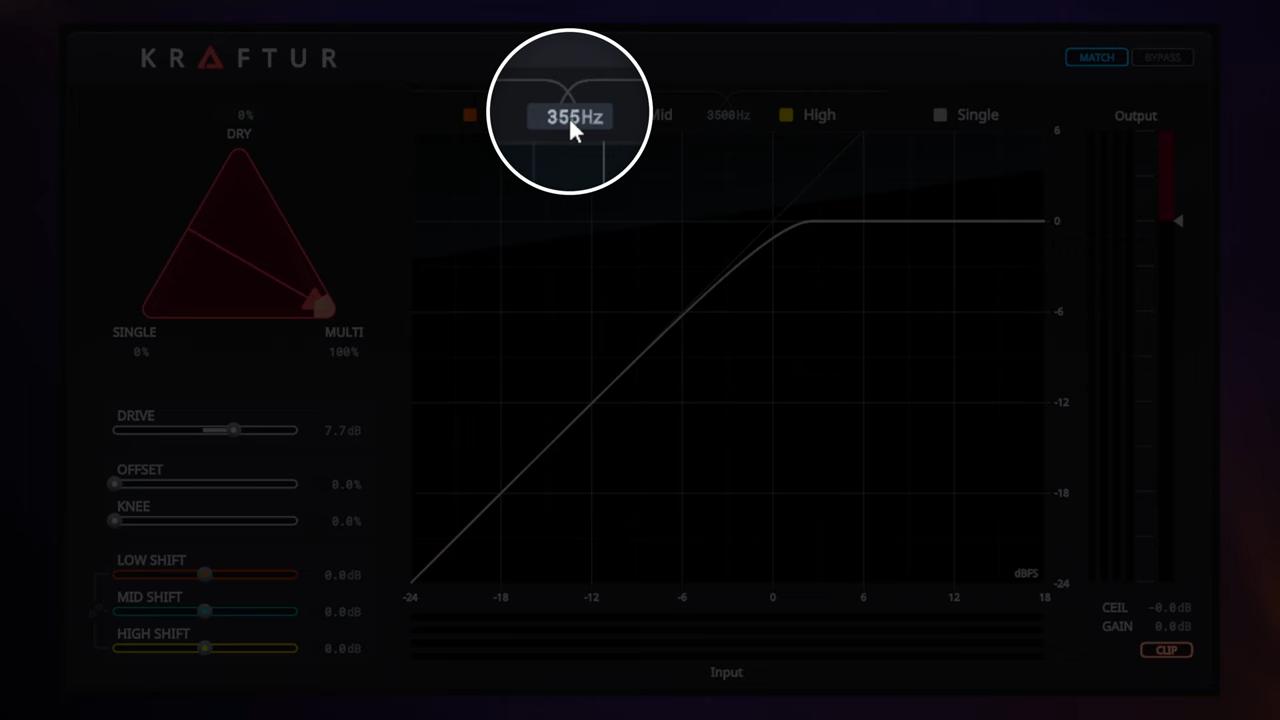 KRAFTUR
MATCH
BYPASS
355Hz
Mid
3500Hz
High
Single
Output
0%
DRY
SINGLE
0%
MULTI
100%
DRIVE
7.7dB
OFFSET
0.0%
KNEE
0.0%
LOW SHIFT
0.0dB
MID SHIFT
0.0dB
HIGH SHIFT
0.0dB
6
0
-6
-12
-18
-24
dBFS
-24 -18 -12 -6 0 6 12 18
Input
CEIL -0.0dB
GAIN 0.0dB
CLIP